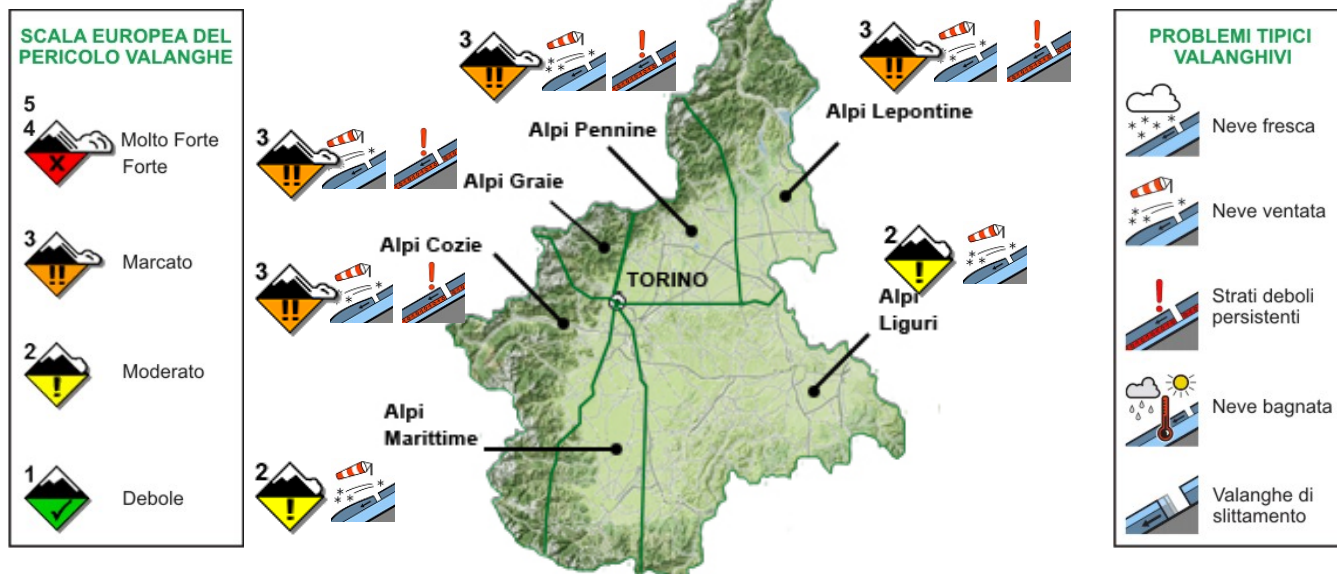 SCALA EUROPEA DEL
PERICOLO VALANGHE
5
4
Molto Forte
Forte
3
Marcato
2
Moderato
1
Debole
3
3
3
3
2
2
Alpi Pennine
Alpi Lepontine
Alpi Graie
Alpi Cozie
TORINO
Alpi
Liguri
Alpi
Marittime
PROBLEMI TIPICI
VALANGHIVI
Neve fresca
Neve ventata
Strati deboli
persistenti
Neve bagnata
Valanghe di
slittamento